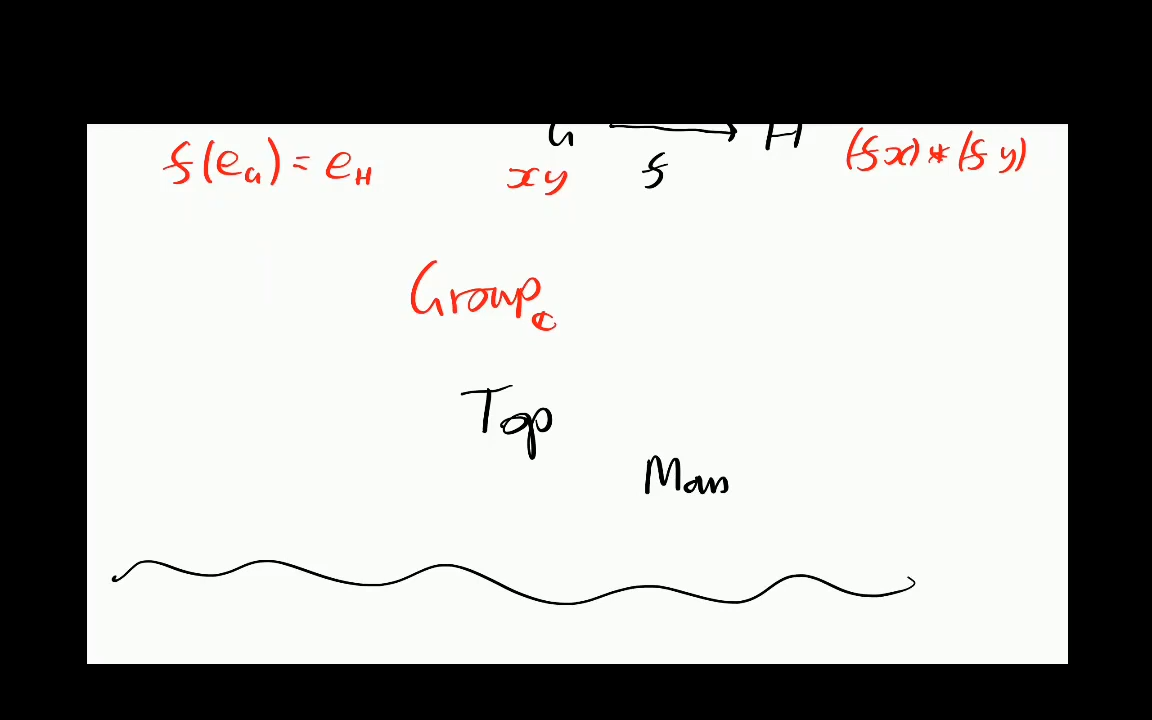 G ⟶ H
f(e_G) = e_H   xy   f   (f x) * (f y)
Group
Top
Man